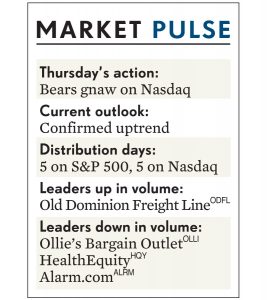 MARKET PULSE
Thursday's action:
Bears gnaw on Nasdaq
Current outlook:
Confirmed uptrend
Distribution days:
5 on S&P 500, 5 on Nasdaq
Leaders up in volume:
Old Dominion Freight Line ODFL
Leaders down in volume:
Ollie's Bargain Outlet OLLI
HealthEquity HQY
Alarm.com ALRM